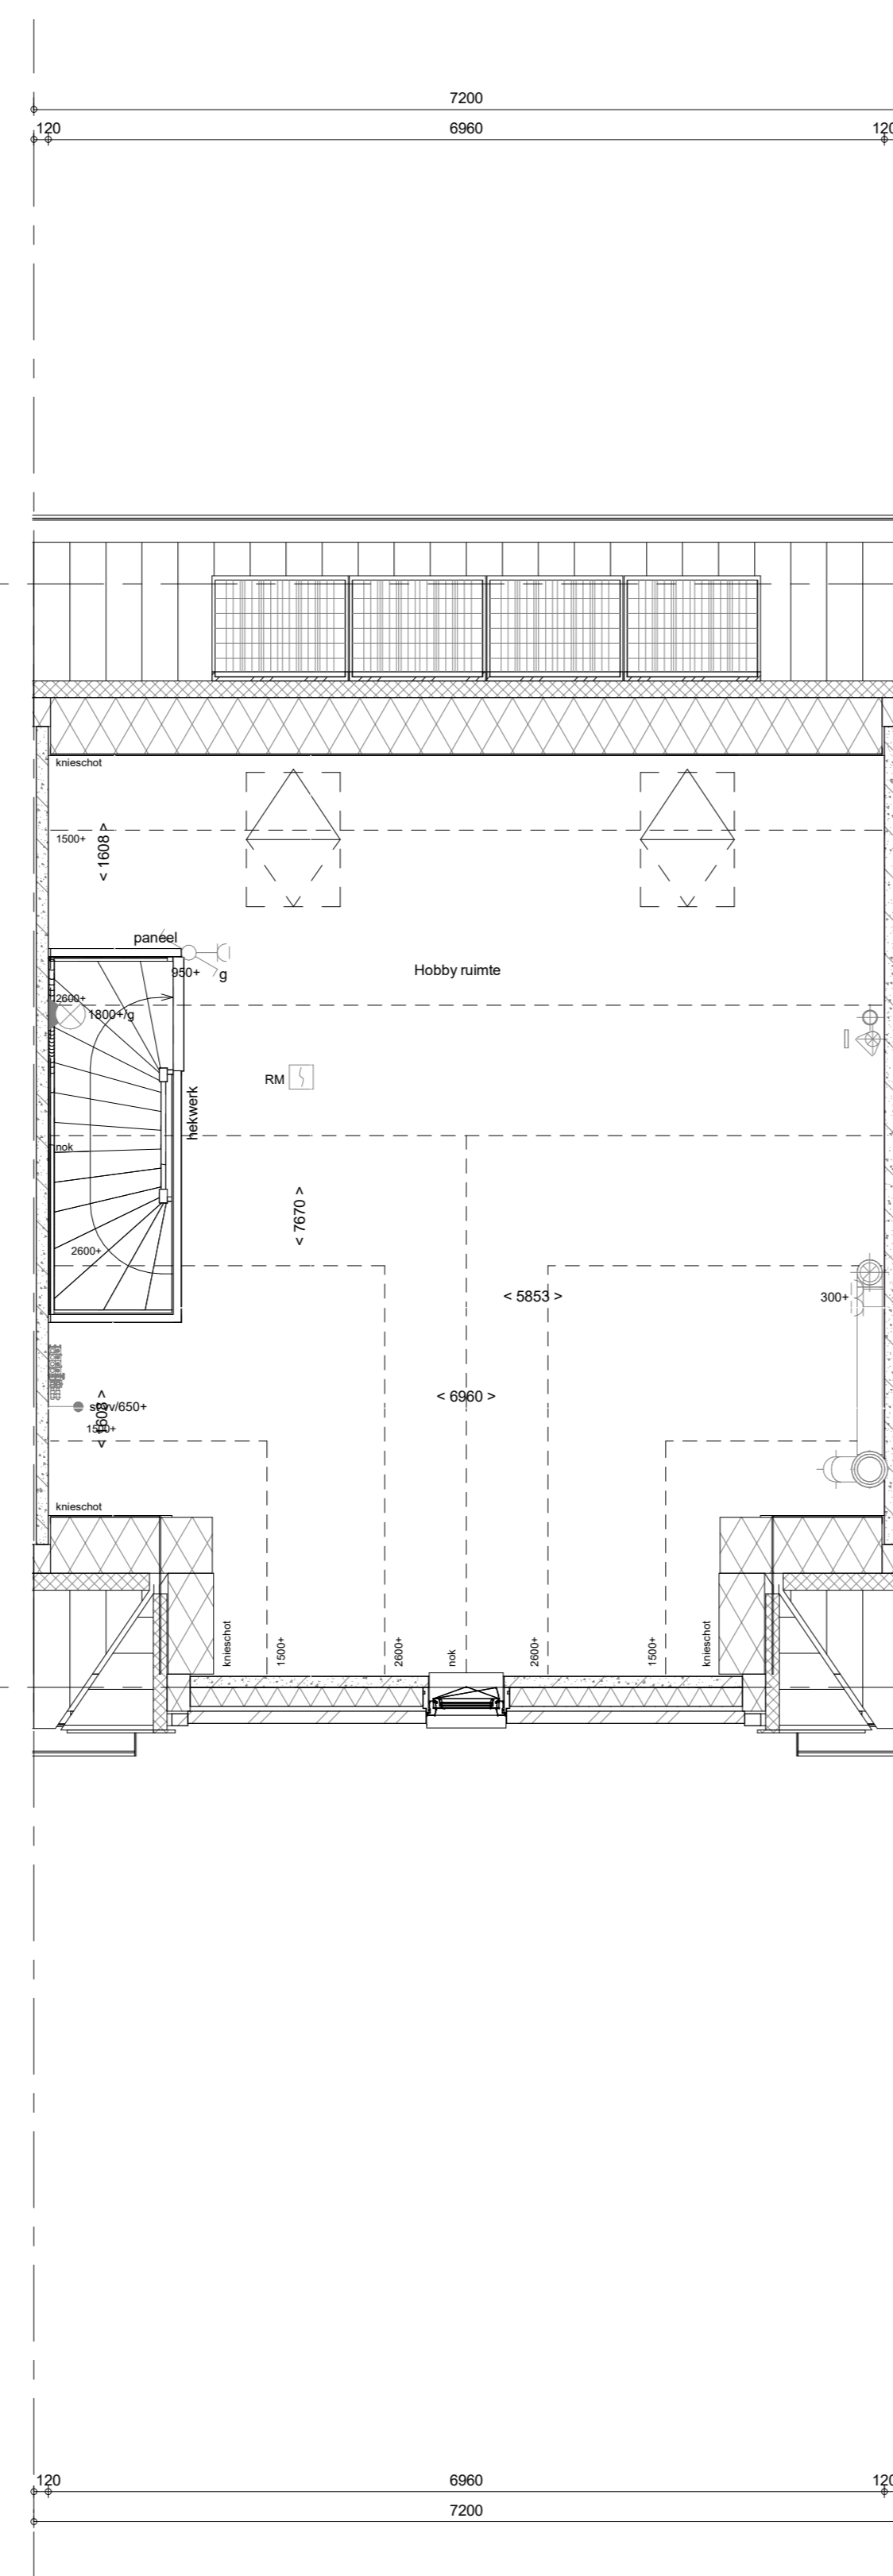 7200
120 6960 120
knieschot
1500+
< 1608 >
paneel
950+
g
Hobby ruimte
2600+
1800+/g
RM
hekwerk
nok
< 7670 >
2600+
< 5853 >
300+
< 6960 >
< 1608 >
1500+
knieschot
knieschot
1500+
2600+
nok
2600+
1500+
knieschot
120 6960 120
7200